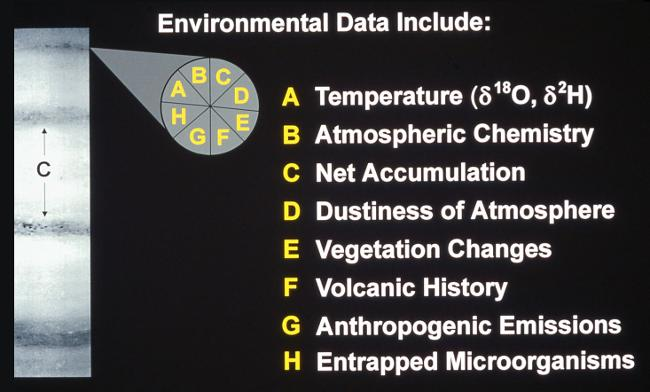 Environmental Data Include:
A B C D E F G H
C
A Temperature (δ¹⁸O, δ²H)
B Atmospheric Chemistry
C Net Accumulation
D Dustiness of Atmosphere
E Vegetation Changes
F Volcanic History
G Anthropogenic Emissions
H Entrapped Microorganisms